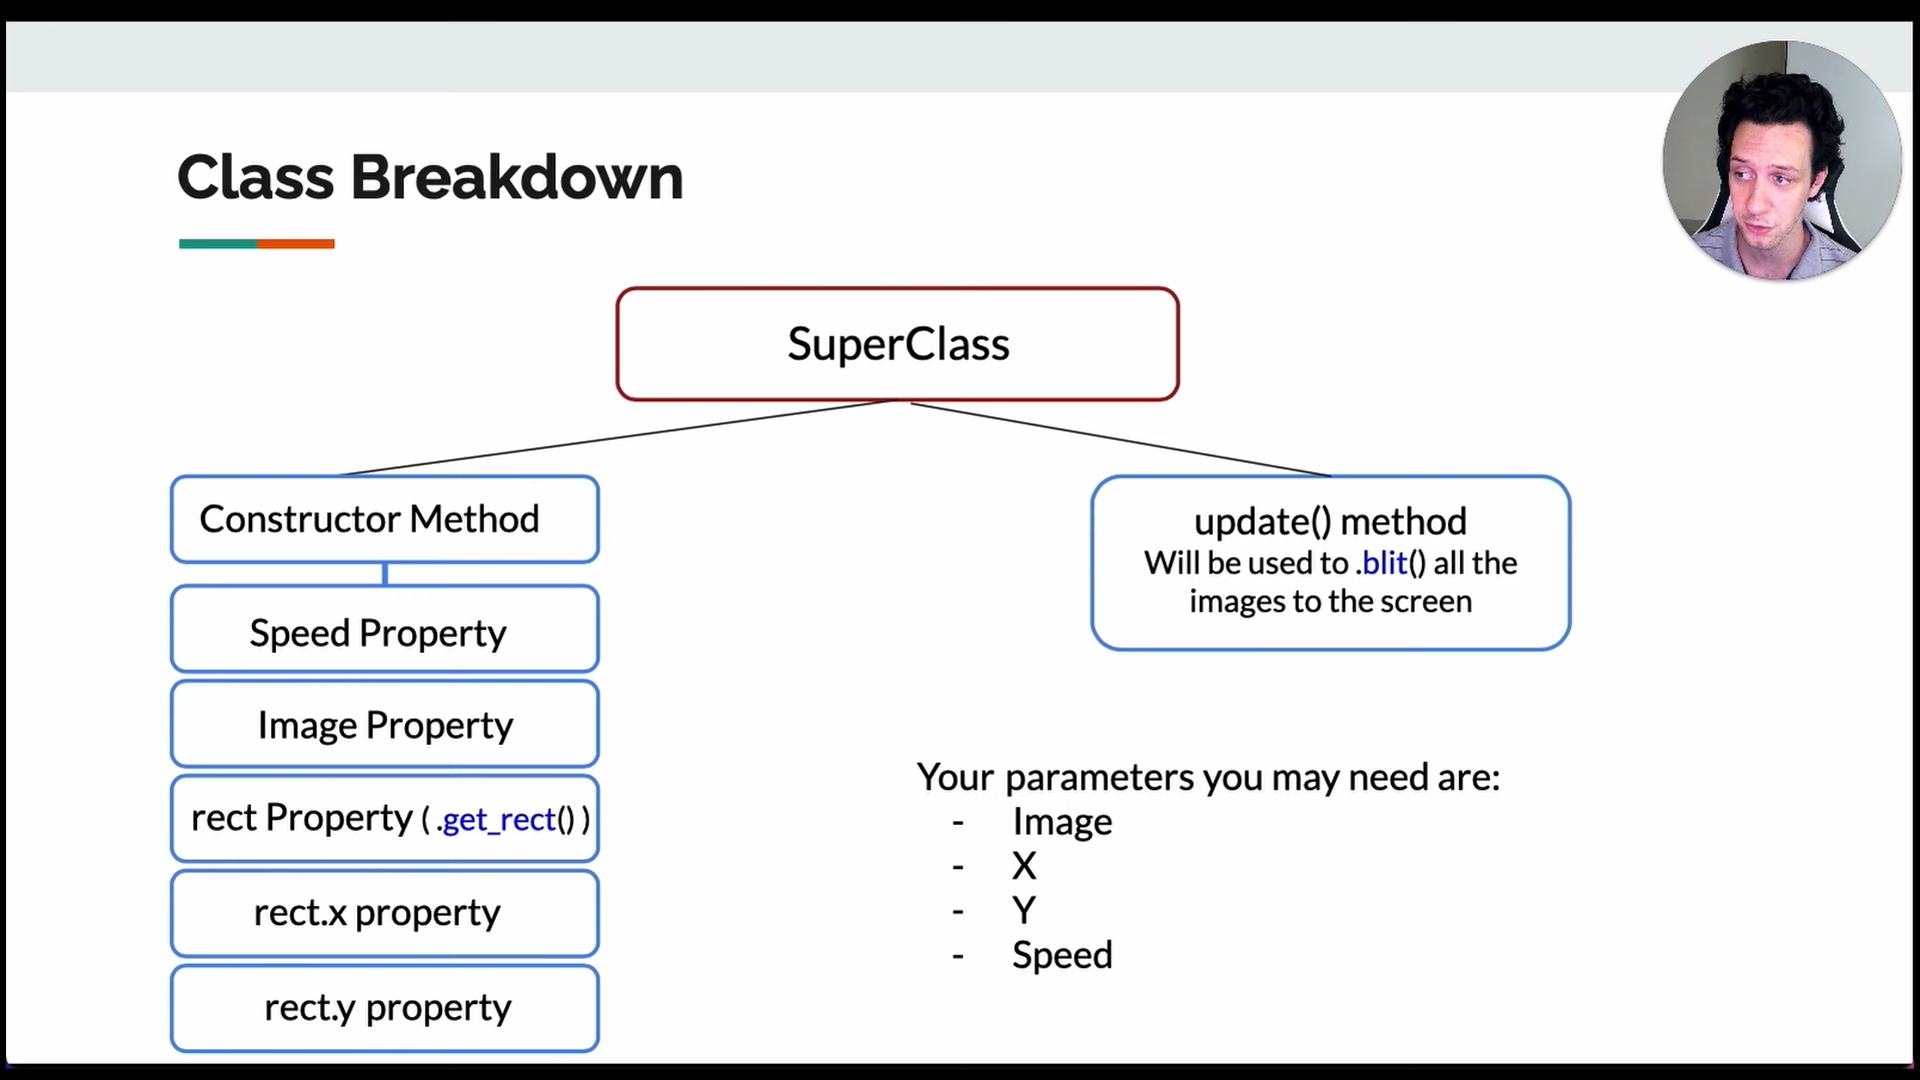 Class Breakdown
SuperClass
Constructor Method
Speed Property
Image Property
rect Property ( .get_rect() )
rect.x property
rect.y property
update() method
Will be used to .blit() all the
images to the screen
Your parameters you may need are:
- Image
- X
- Y
- Speed